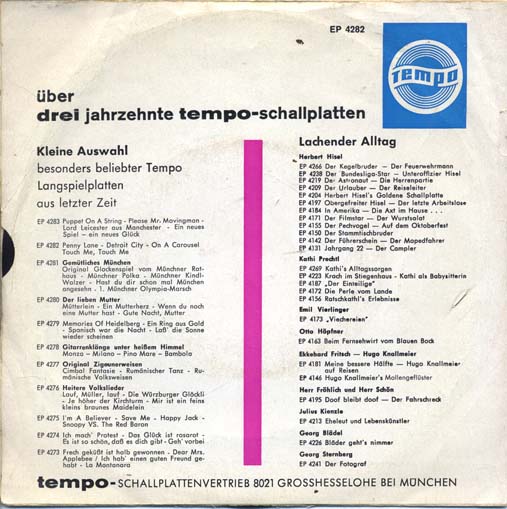 EP 4282
TEMPO
über
drei jahrzehnte tempo-schallplatten
Kleine Auswahl
besonders beliebter Tempo
Langspielplatten
aus letzter Zeit
EP 4283 Puppet On A String - Please Mr. Movingman -
Lord Leicester aus Manchester - Ein neues
Spiel - ein neues Glück
EP 4282 Penny Lane - Detroit City - On A Carousel
Touch Me, Touch Me
EP 4281 Gemütliches München
Original Glockenspiel vom Münchner Rat-
haus - Münchner Polka - Münchner Kindl-
Walzer - Hast du dir schon mal München
angesehn - 1. Münchner Olympia-Marsch
EP 4280 Der lieben Mutter
Mütterlein - Ein Mutterherz - Wenn du noch
eine Mutter hast - Gute Nacht, Mutter
EP 4279 Memories Of Heidelberg - Ein Ring aus Gold
- Spanisch war die Nacht - Laß' die Sonne
wieder scheinen
EP 4278 Gitarrenklänge unter heißem Himmel
Monza - Milano - Pino Mare - Bambola
EP 4277 Original Zigeunerweisen
Cimbal Fantasie - Rumänischer Tanz - Ru-
mänische Volksweisen
EP 4276 Heitere Volkslieder
Lauf, Müller, lauf - Die Würzburger Glöckli
- Je höher der Kirchturm - Mir ist ein feins
kleins braunes Maidelein
EP 4275 I'm A Believer - Save Me - Happy Jack -
Snoopy VS. The Red Baron
EP 4274 Ich mach' Protest - Das Glück ist rosarot -
Es ist so schön, daß es dich gibt - Geh' vorbei
EP 4273 Frech geküßt ist halb gewonnen - Dear Mrs.
Applebee / Ich hab' einen guten Freund ge-
habt - La Montanara
Lachender Alltag
Herbert Hisel
EP 4266 Der Kegelbruder — Der Feuerwehrmann
EP 4238 Der Bundesliga-Star — Unteroffizier Hisel
EP 4219 Der Astronaut — Die Herrenpartie
EP 4209 Der Urlauber — Der Reiseleiter
EP 4204 Herbert Hisel's Goldene Schallplatte
EP 4197 Obergefreiter Hisel — Der letzte Arbeitslose
EP 4184 In Amerika — Die Axt im Hause . . .
EP 4171 Der Filmstar — Der Wurstsalat
EP 4155 Der Pechvogel — Auf dem Oktoberfest
EP 4150 Der Stammtischbruder
EP 4142 Der Führerschein — Der Mopedfahrer
EP 4131 Jahrgang 22 — Der Camper
Kathi Prechtl
EP 4269 Kathi's Alltagssorgen
EP 4223 Krach im Stiegenhaus - Kathi als Babysitterin
EP 4187 „Der Eintellige"
EP 4172 Die Perle vom Lande
EP 4156 Ratschkathl's Erlebnisse
Emil Vierlinger
EP 4173 „Viechereien"
Otto Höpfner
EP 4163 Beim Fernsehwirt vom Blauen Bock
Ekkehard Fritsch — Hugo Knallmeier
EP 4181 Meine bessere Hälfte — Hugo Knallmeier
auf Reisen
EP 4146 Hugo Knallmeier's Mollengeflüster
Herr Fröhlich und Herr Schön
EP 4195 Doof bleibt doof — Der Fahrschreck
Julius Kienzle
EP 4213 Eheleut und Lebenskünstler
Georg Blädel
EP 4226 Bläder geht's nimmer
Georg Sternberg
EP 4241 Der Fotograf
tempo-SCHALLPLATTENVERTRIEB 8021 GROSSHESSELOHE BEI MÜNCHEN